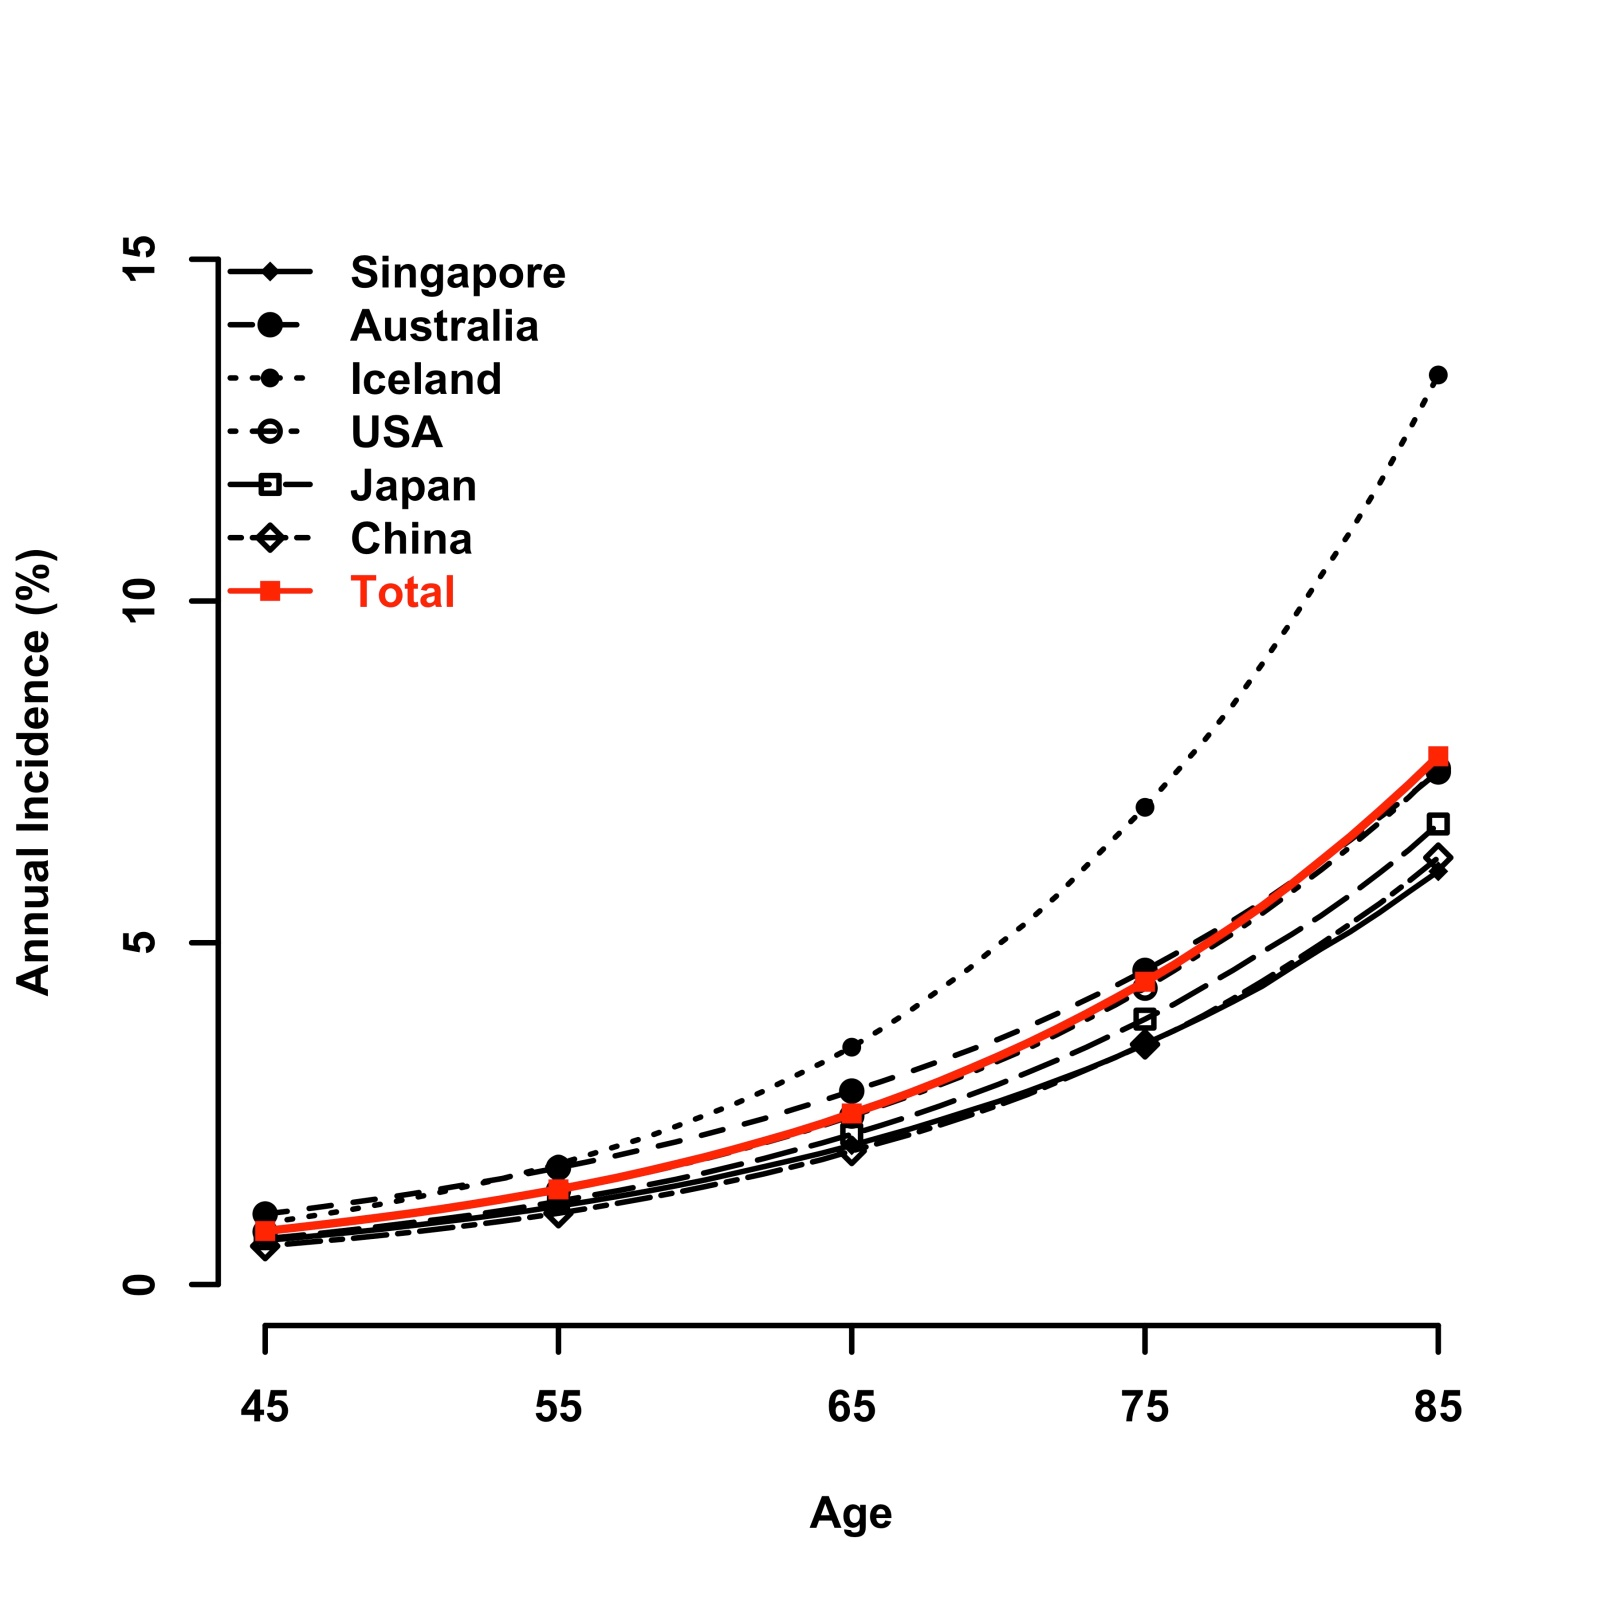 15
10
5
0
Annual Incidence (%)
Singapore
Australia
Iceland
USA
Japan
China
Total
45 55 65 75 85
Age